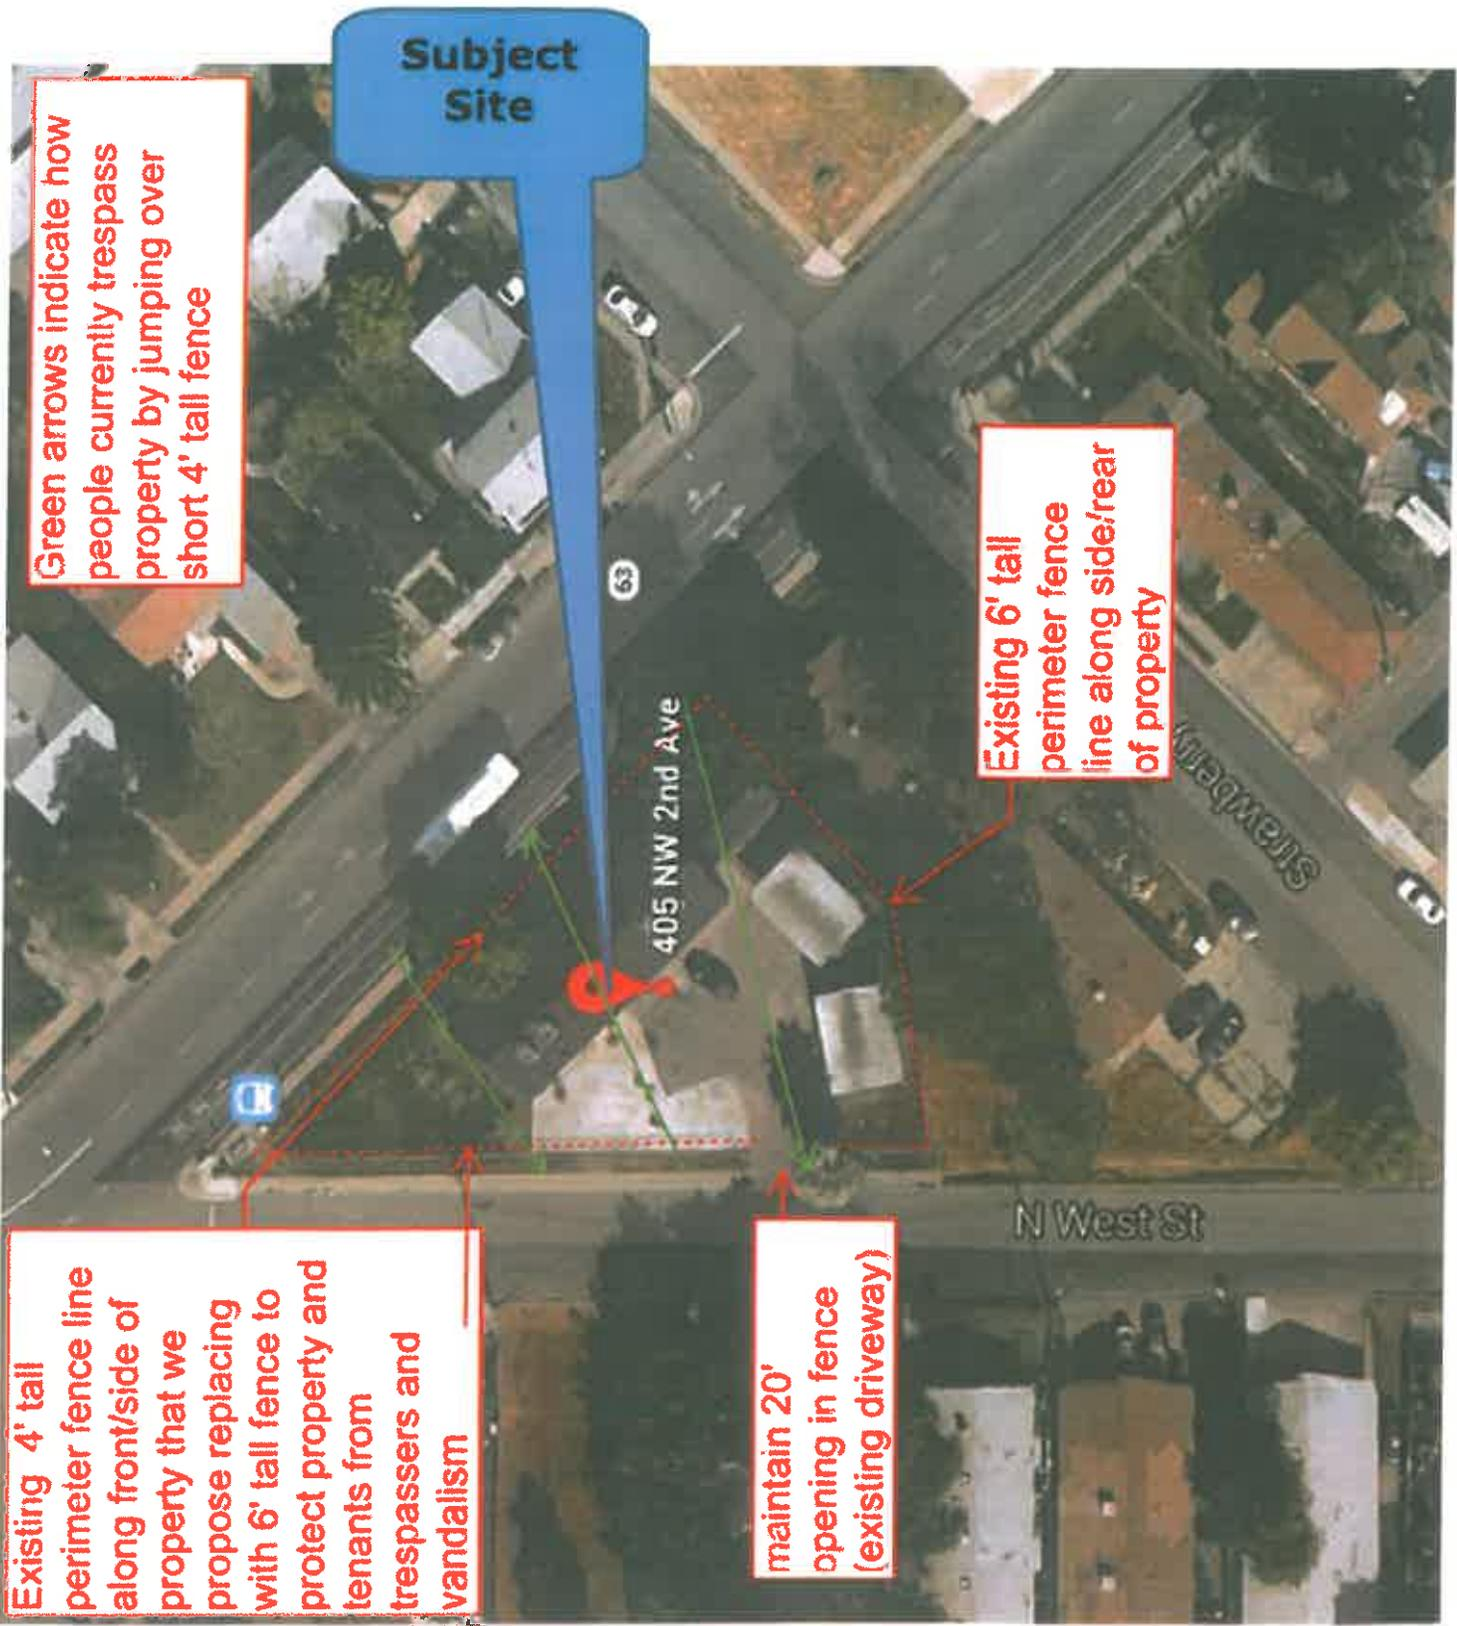 Subject
Site
Green arrows indicate how
people currently trespass
property by jumping over
short 4' tall fence
63
405 NW 2nd Ave
Existing 6' tall
perimeter fence
line along side/rear
of property
Strawberry
Existing 4' tall
perimeter fence line
along front/side of
property that we
propose replacing
with 6' tall fence to
protect property and
tenants from
trespassers and
vandalism
maintain 20'
opening in fence
(existing driveway)
N West St